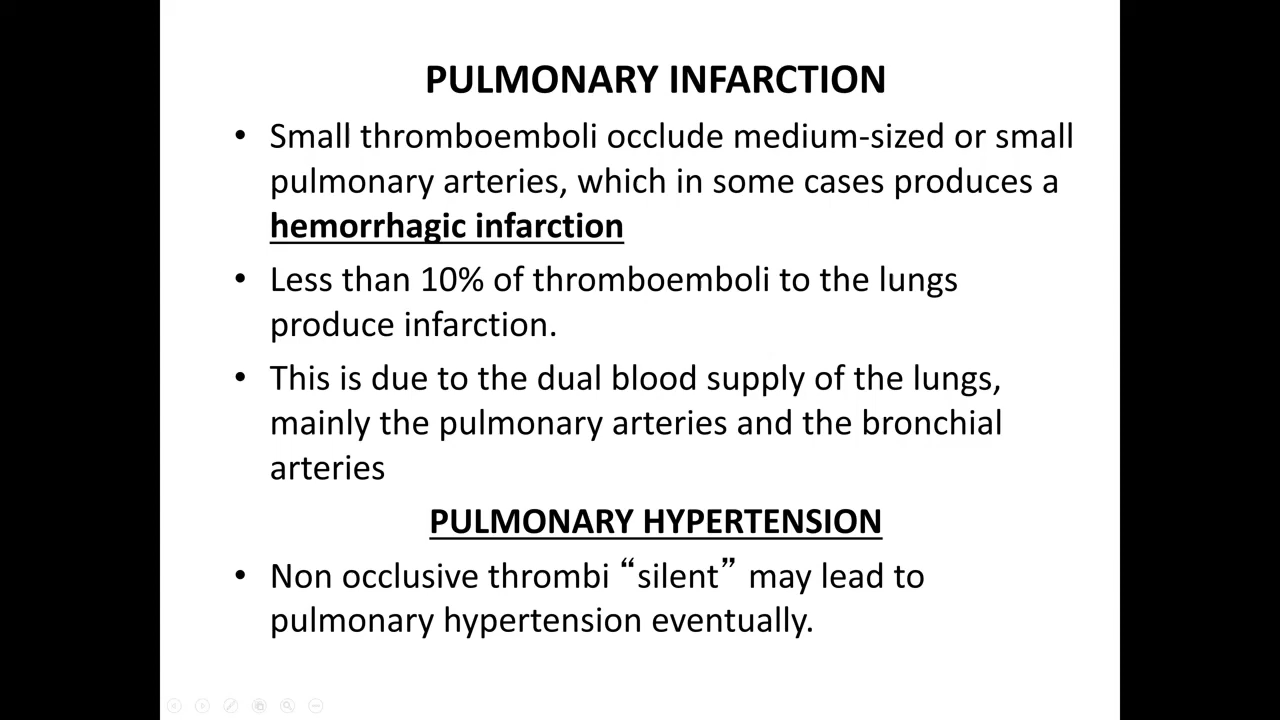 PULMONARY INFARCTION
• Small thromboemboli occlude medium-sized or small
pulmonary arteries, which in some cases produces a
hemorrhagic infarction
• Less than 10% of thromboemboli to the lungs
produce infarction.
• This is due to the dual blood supply of the lungs,
mainly the pulmonary arteries and the bronchial
arteries
PULMONARY HYPERTENSION
• Non occlusive thrombi “silent” may lead to
pulmonary hypertension eventually.